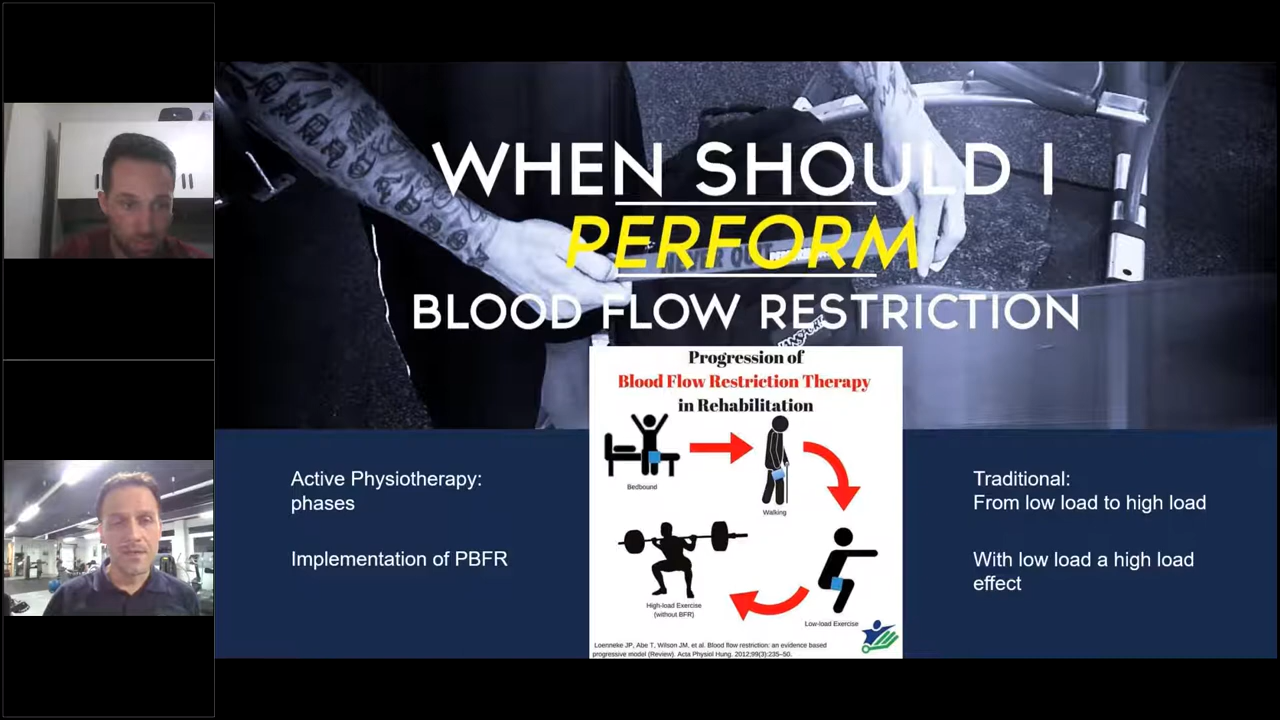 WHEN SHOULD I
PERFORM
BLOOD FLOW RESTRICTION
Progression of
Blood Flow Restriction Therapy
in Rehabilitation
Bedbound
Walking
High-load Exercise
(without BFR)
Low-load Exercise
Loenneke JP, Abe T, Wilson JM, et al. Blood flow restriction: an evidence based
progressive model (Review). Acta Physiol Hung. 2012;99(3):235–50.
Active Physiotherapy:
phases
Implementation of PBFR
Traditional:
From low load to high load
With low load a high load
effect